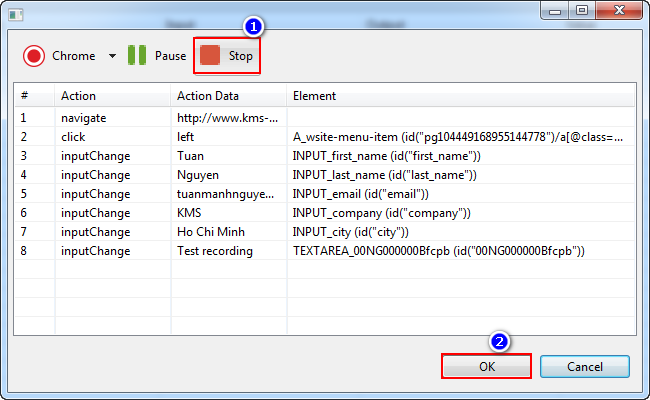 1
Chrome Pause Stop
# Action Action Data Element
1 navigate http://www.kms-...
2 click left A_wsite-menu-item (id("pg104449168955144778")/a[@class=...
3 inputChange Tuan INPUT_first_name (id("first_name"))
4 inputChange Nguyen INPUT_last_name (id("last_name"))
5 inputChange tuanmanhnguye... INPUT_email (id("email"))
6 inputChange KMS INPUT_company (id("company"))
7 inputChange Ho Chi Minh INPUT_city (id("city"))
8 inputChange Test recording TEXTAREA_00NG000000Bfcpb (id("00NG000000Bfcpb"))
2
OK Cancel